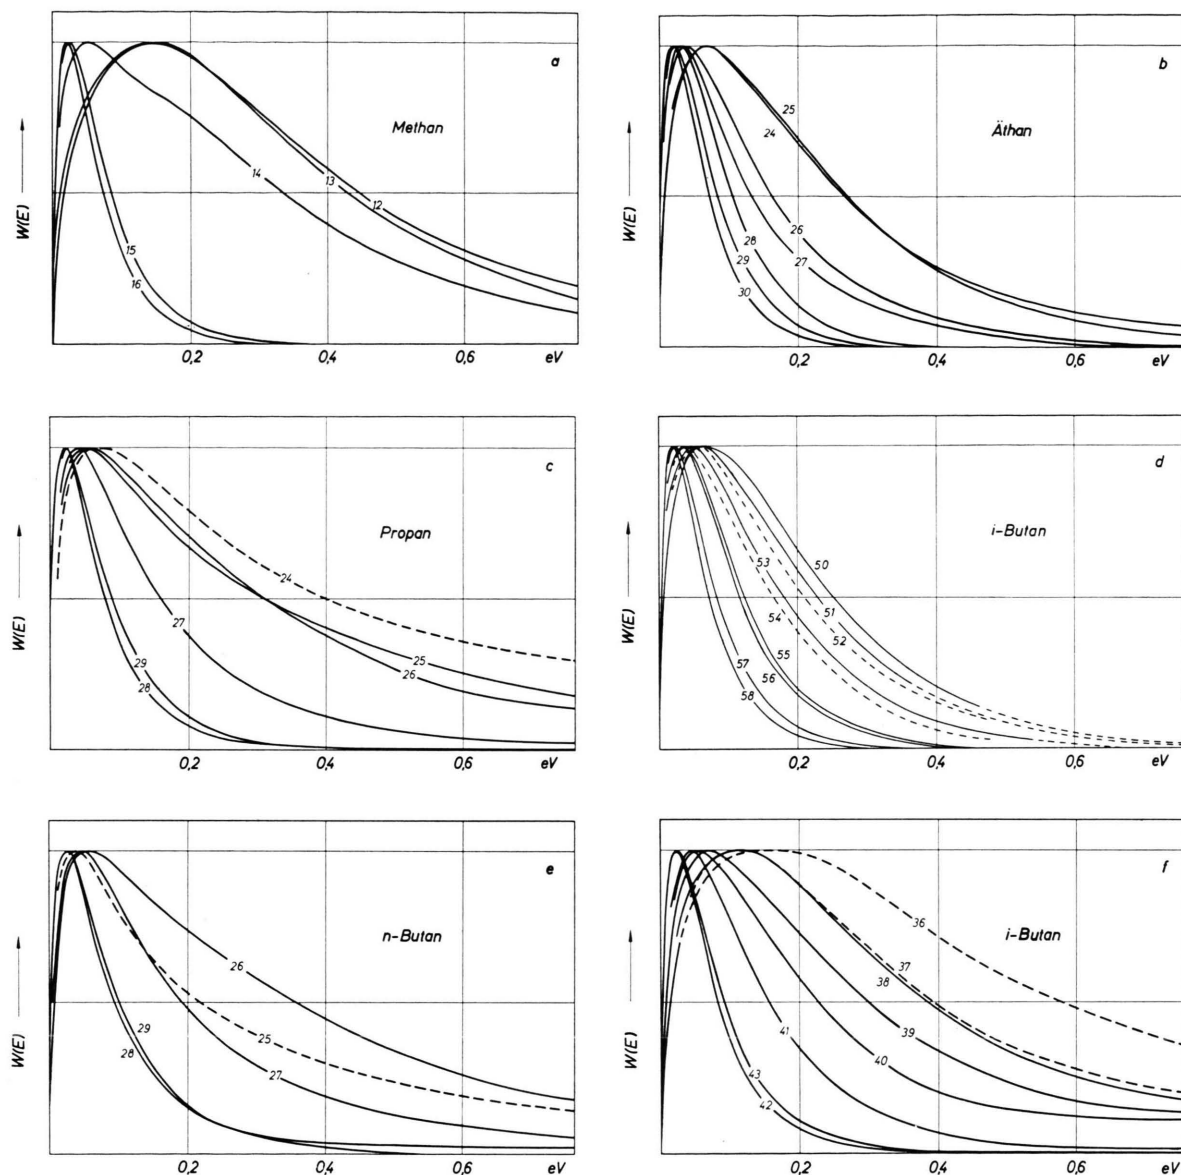 a
Methan
W(E)
14
13
12
15
16
0,2
0,4
0,6
eV
b
Äthan
W(E)
25
24
26
28
27
29
30
0,2
0,4
0,6
eV
c
Propan
W(E)
24
27
25
26
29
28
0,2
0,4
0,6
eV
d
i-Butan
W(E)
50
53
51
54
52
55
57
56
58
0,2
0,4
0,6
eV
e
n-Butan
W(E)
26
25
29
28
27
0,2
0,4
0,6
eV
f
i-Butan
W(E)
36
37
38
41
39
40
43
42
0,2
0,4
0,6
eV